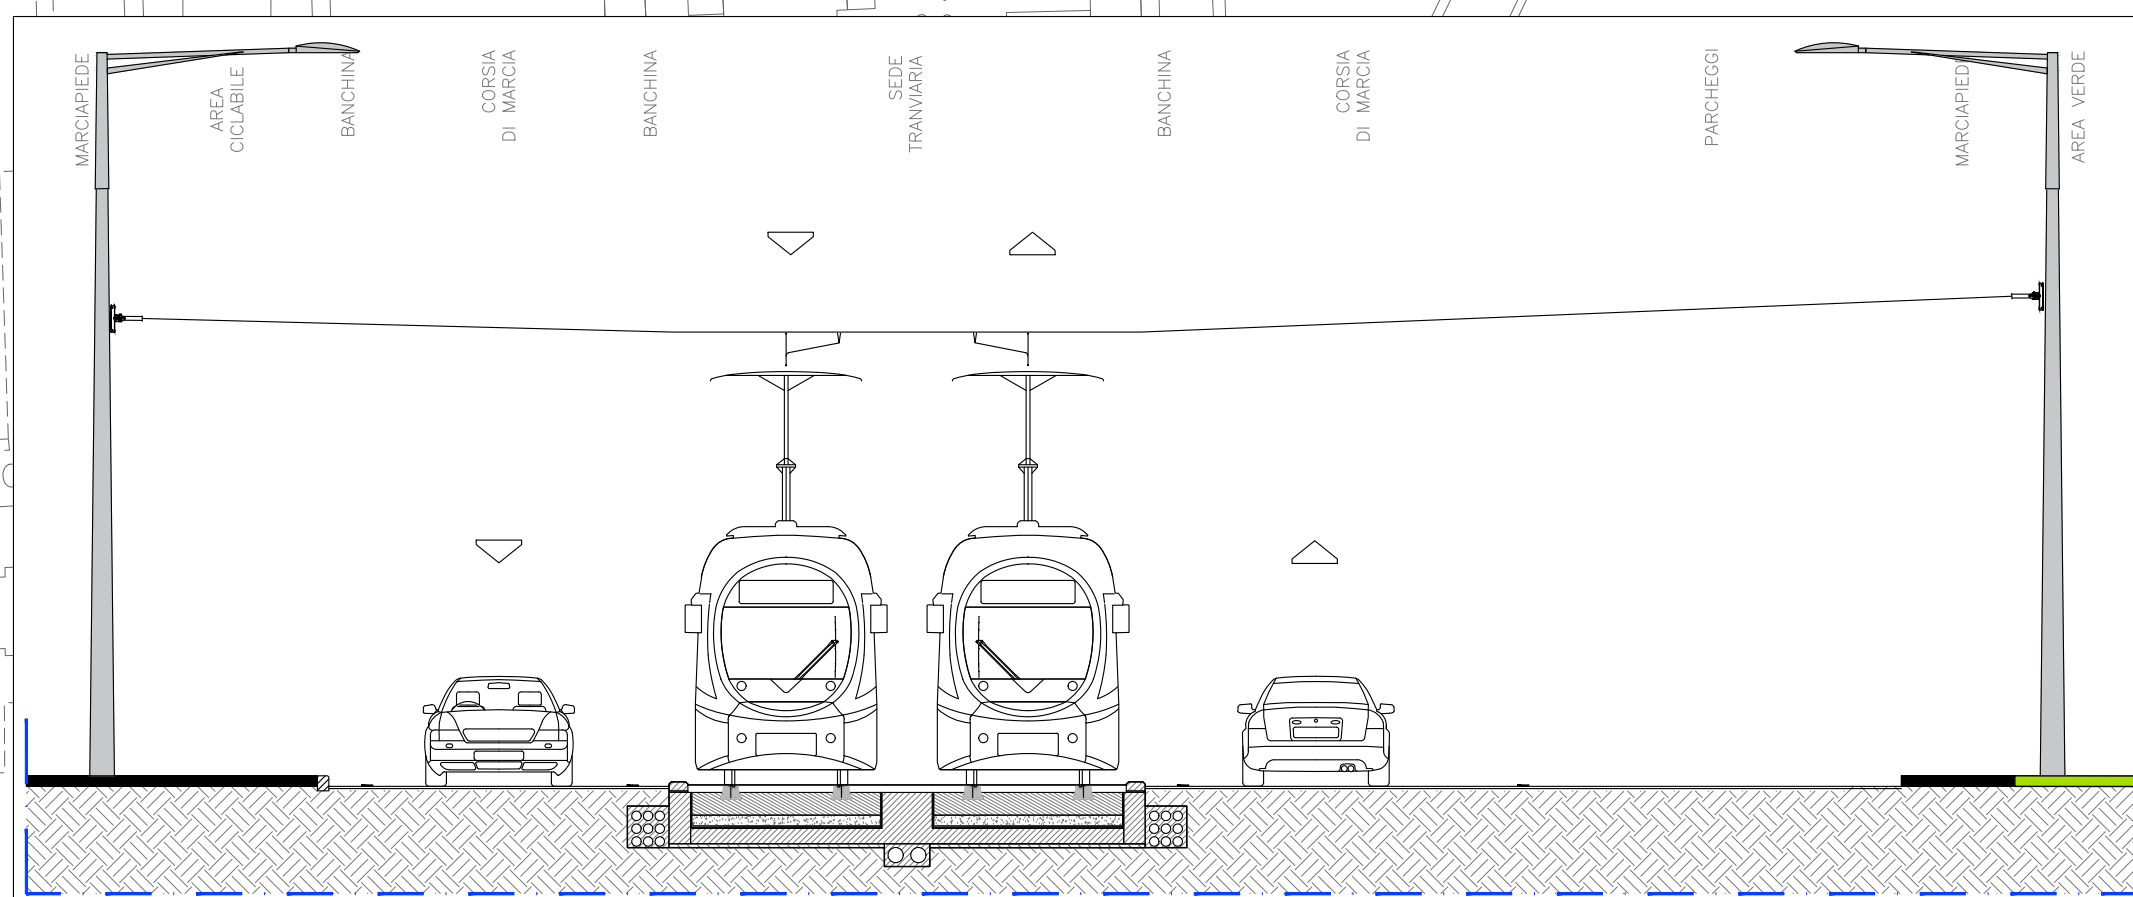 MARCIAPIEDE
AREA
CICLABILE
BANCHINA
CORSIA
DI MARCIA
BANCHINA
SEDE
TRANVIARIA
BANCHINA
CORSIA
DI MARCIA
PARCHEGGI
MARCIAPIEDE
AREA VERDE